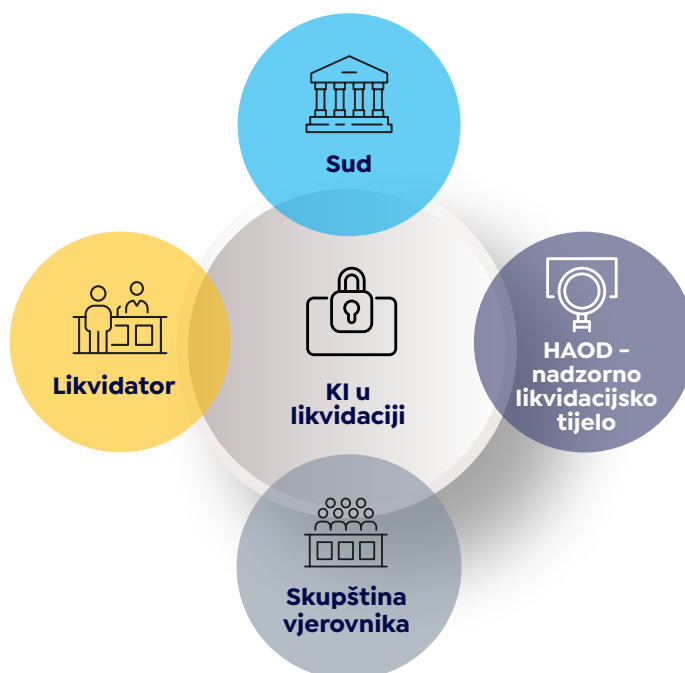 Sud
Likvidator
KI u
likvidaciji
HAOD –
nadzorno
likvidacijsko
tijelo
Skupština
vjerovnika